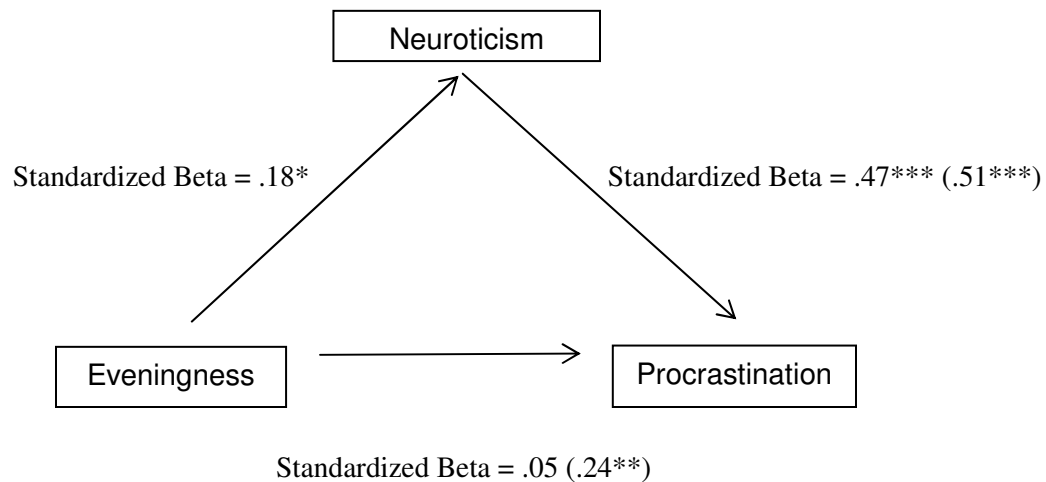 Neuroticism
Standardized Beta = .18*
Standardized Beta = .47*** (.51***)
Eveningness
Procrastination
Standardized Beta = .05 (.24**)